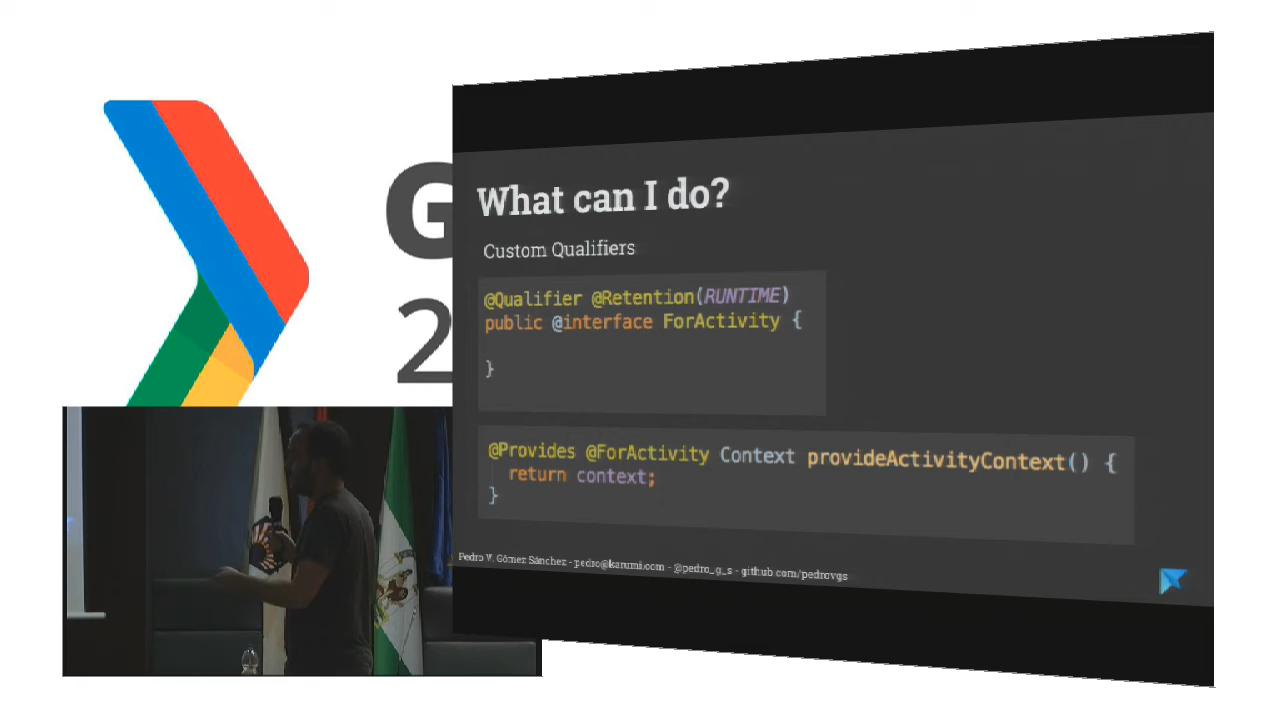 G
2
What can I do?
Custom Qualifiers
@Qualifier @Retention(RUNTIME)
public @interface ForActivity {
}
@Provides @ForActivity Context provideActivityContext() {
return context;
}
Pedro V. Gómez Sánchez - pedro@karumi.com - @pedro_g_s - github.com/pedrovgs